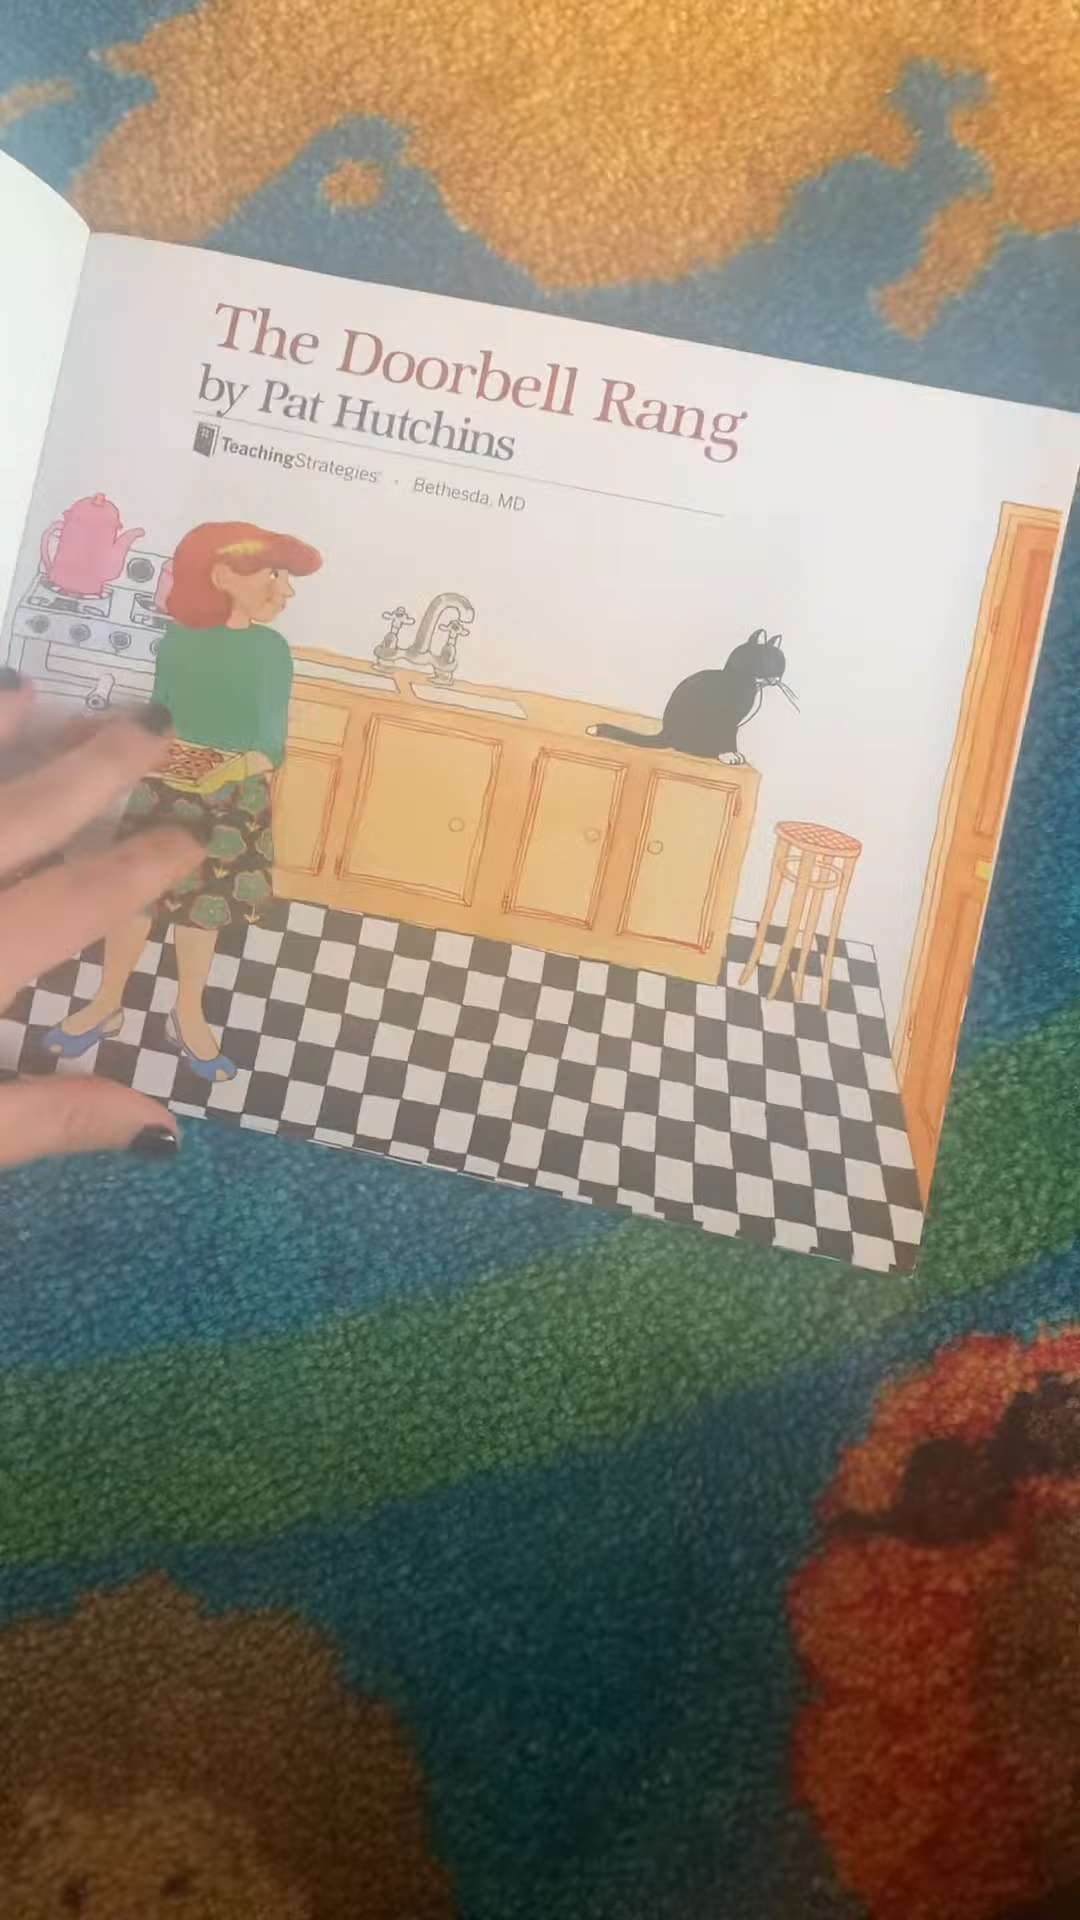 The Doorbell Rang
by Pat Hutchins
TeachingStrategies · Bethesda, MD